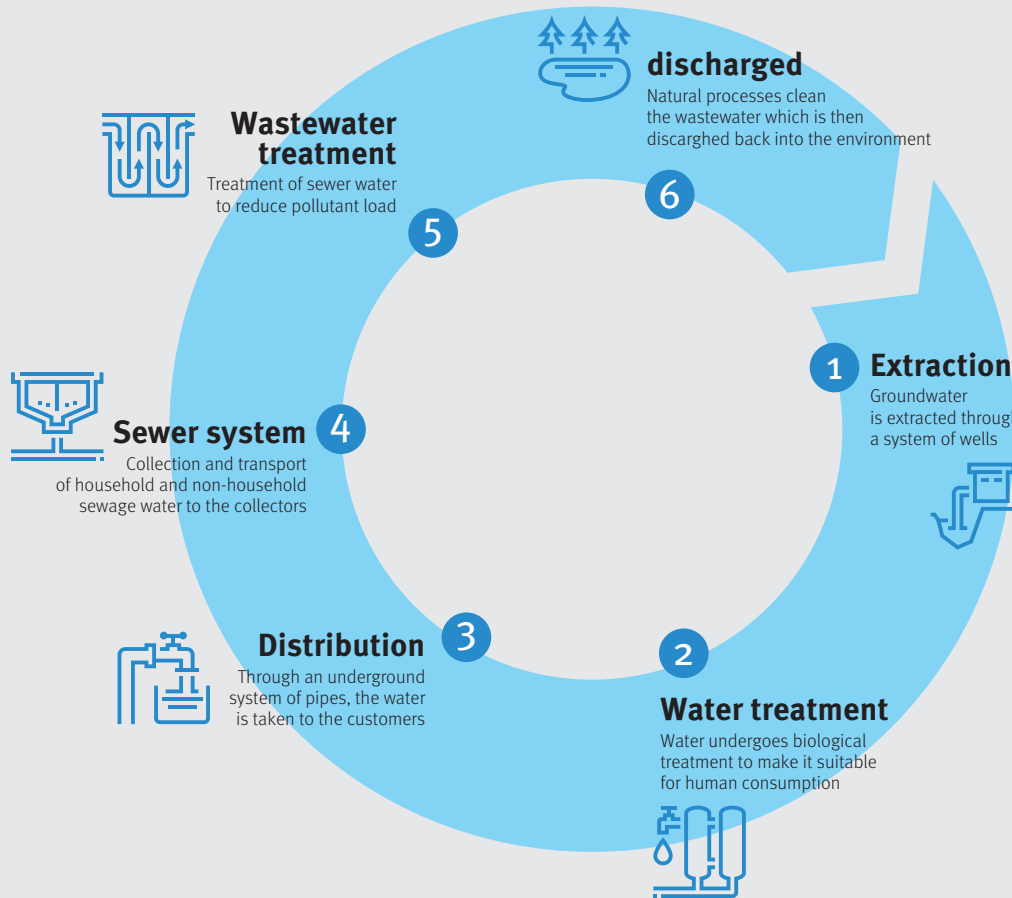 1
Extraction
Groundwater
is extracted through
a system of wells
2
Water treatment
Water undergoes biological
treatment to make it suitable
for human consumption
3
Distribution
Through an underground
system of pipes, the water
is taken to the customers
4
Sewer system
Collection and transport
of household and non-household
sewage water to the collectors
5
Wastewater
treatment
Treatment of sewer water
to reduce pollutant load
6
discharged
Natural processes clean
the wastewater which is then
discarghed back into the environment